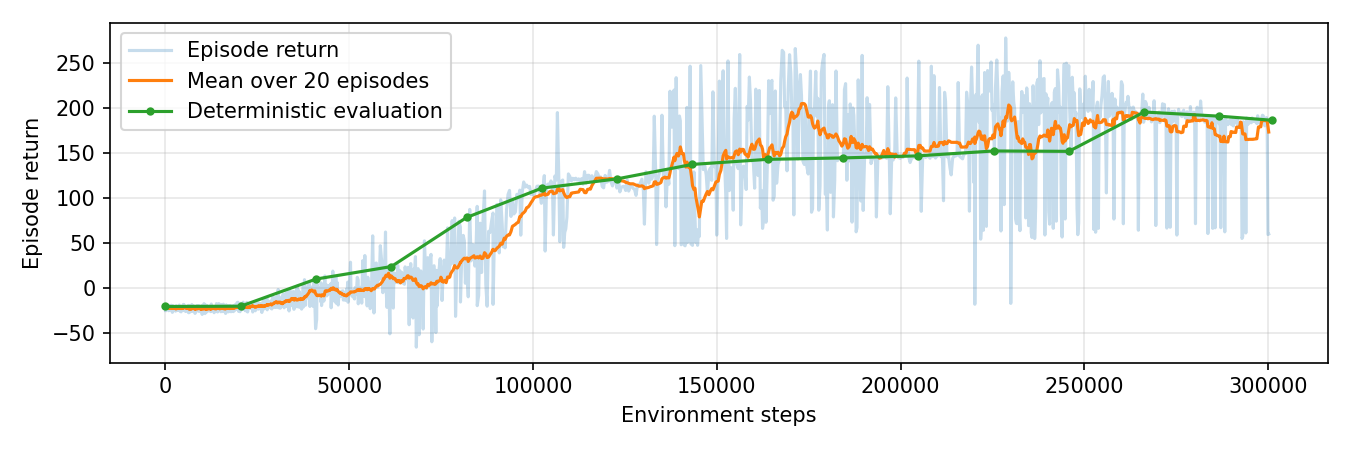 Episode return
Mean over 20 episodes
Deterministic evaluation
Episode return
250
200
150
100
50
0
−50
0 50000 100000 150000 200000 250000 300000
Environment steps